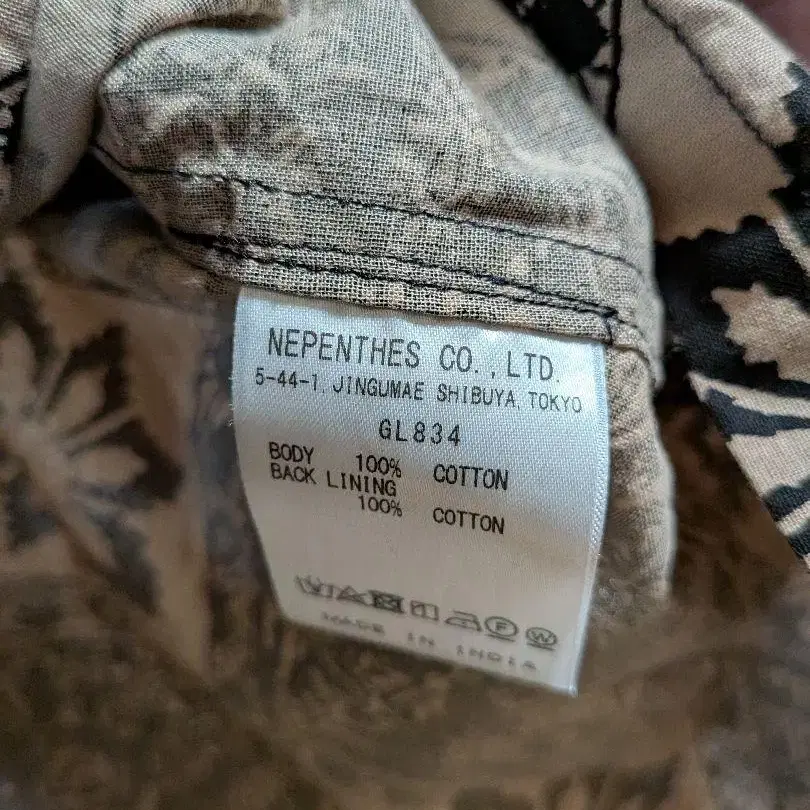 NEPENTHES CO.,LTD.
5-44-1, JINGUMAE SHIBUYA, TOKYO
GL834
BODY 100% COTTON
BACK LINING
100% COTTON
F W
MADE IN INDIA